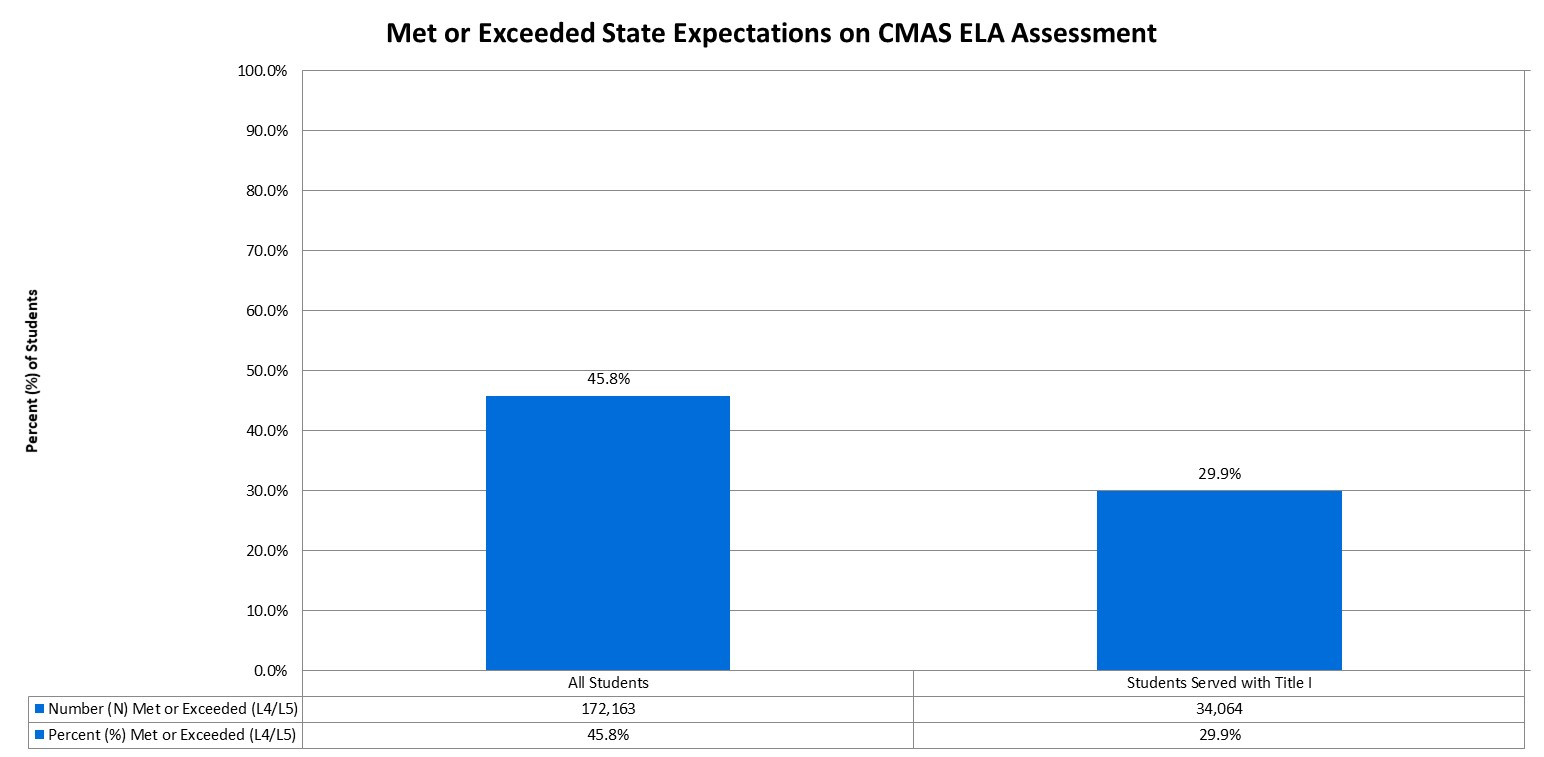 Met or Exceeded State Expectations on CMAS ELA Assessment
Percent (%) of Students
100.0%
90.0%
80.0%
70.0%
60.0%
50.0%
40.0%
30.0%
20.0%
10.0%
0.0%
45.8%
29.9%
All Students Students Served with Title I
Number (N) Met or Exceeded (L4/L5) 172,163 34,064
Percent (%) Met or Exceeded (L4/L5) 45.8% 29.9%